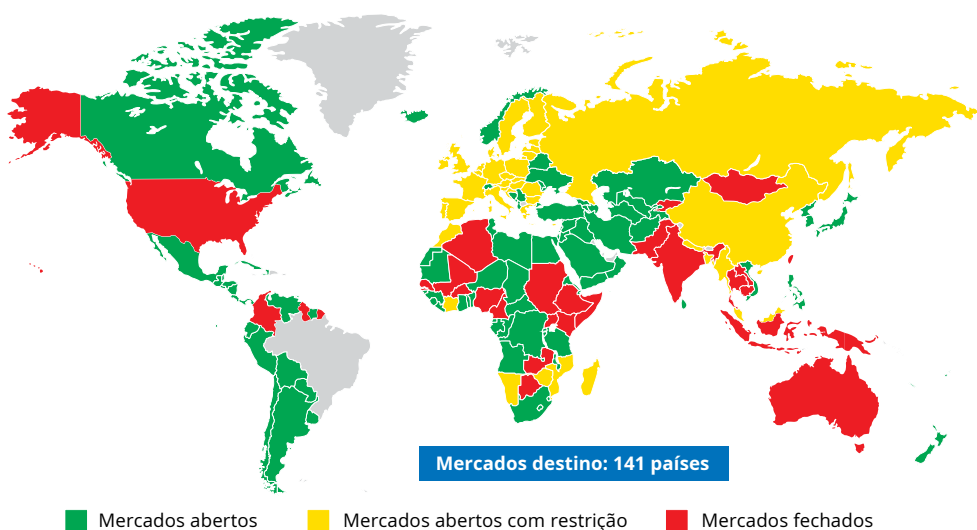 Mercados destino: 141 países
Mercados abertos
Mercados abertos com restrição
Mercados fechados